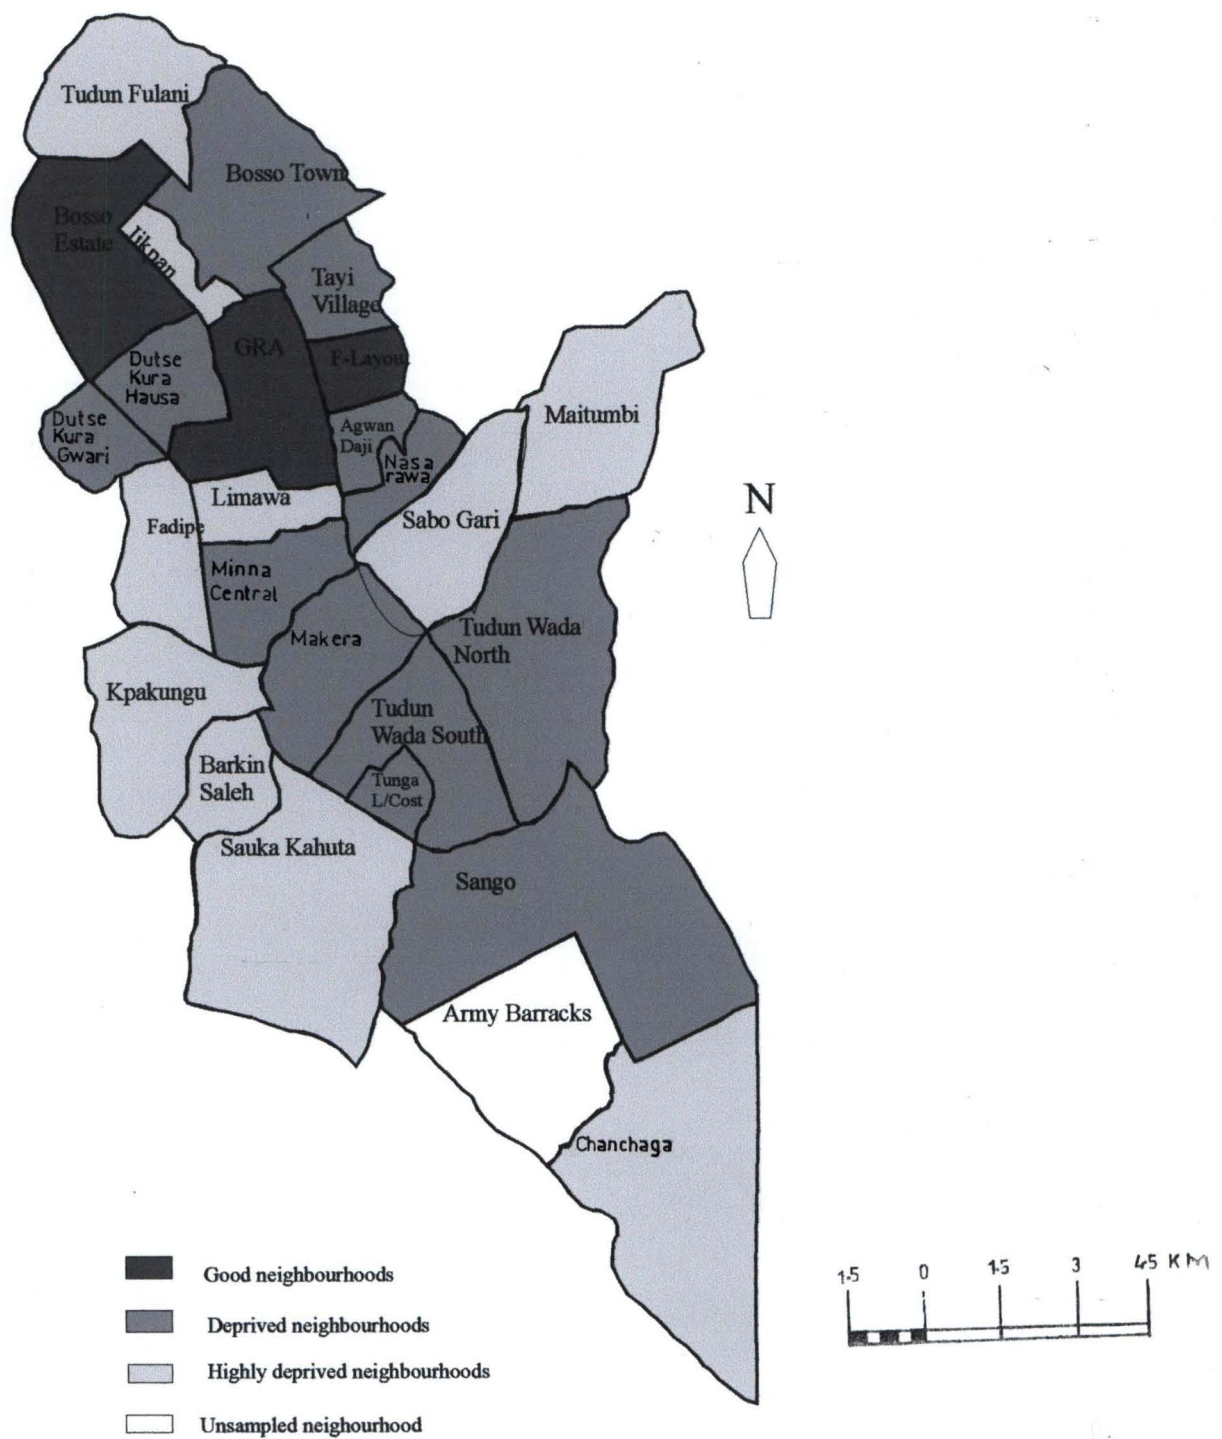 Tudun Fulani
Bosso Town
Bosso
Estate
Jikpan
Tayi
Village
GRA
F-Layout
Dutse
Kura
Hausa
Dutse
Kura
Gwari
Agwan
Daji
Nasa
rawa
Maitumbi
Limawa
Fadipe
Sabo Gari
N
Minna
Central
Makera
Tudun Wada
North
Kpakungu
Tudun
Wada South
Barkin
Saleh
Tunga
L/Cost
Sauka Kahuta
Sango
Army Barracks
Chanchaga
Good neighbourhoods
Deprived neighbourhoods
Highly deprived neighbourhoods
Unsampled neighourhood
1.5 0 1.5 3 4.5 KM